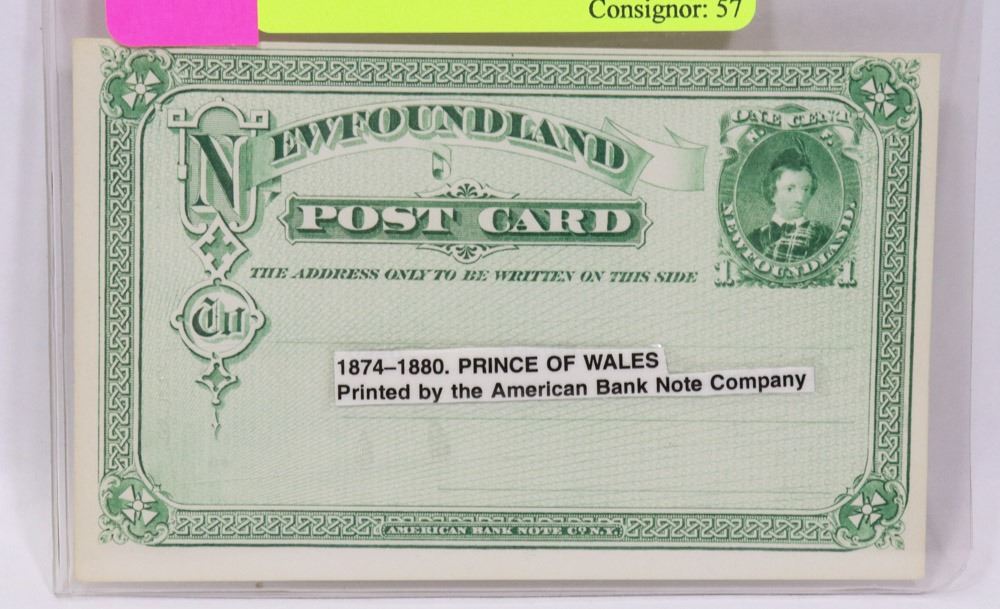 Consignor: 57
NEWFOUNDLAND
POST CARD
THE ADDRESS ONLY TO BE WRITTEN ON THIS SIDE
To
ONE CENT
NEWFOUNDLAND.
1 1
1874–1880. PRINCE OF WALES
Printed by the American Bank Note Company
AMERICAN BANK NOTE CO. N.Y.